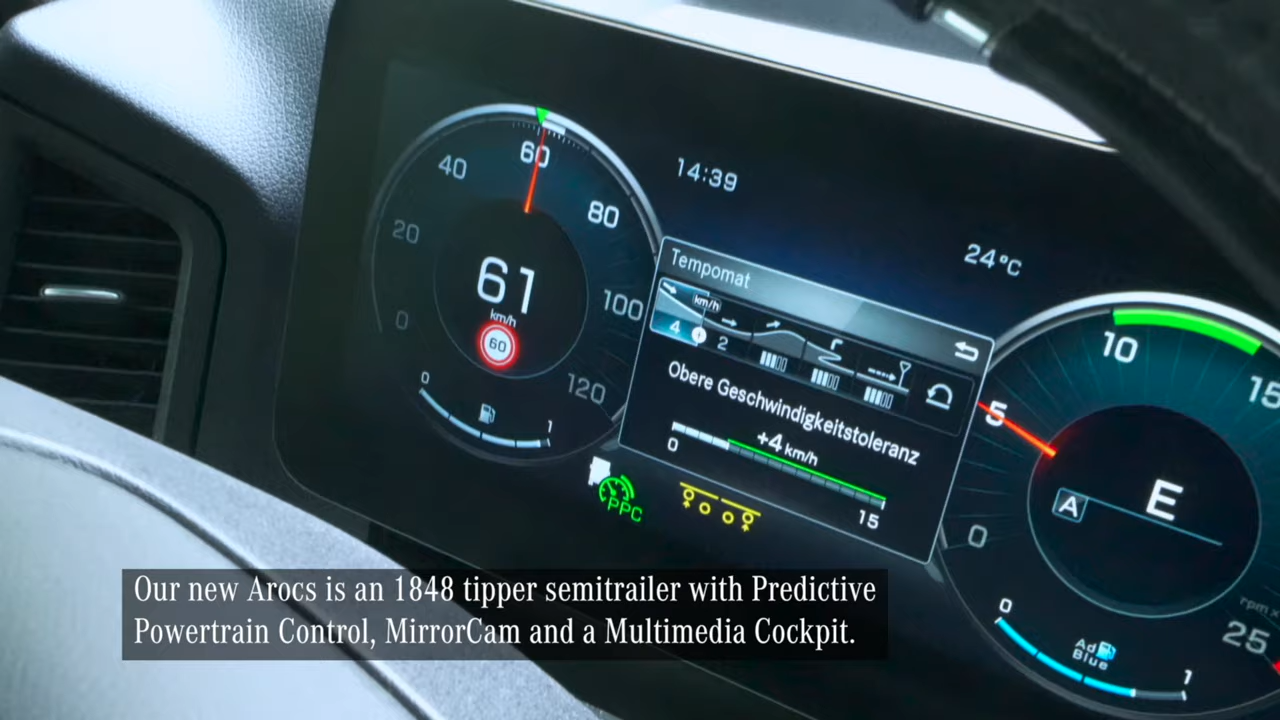 14:39
24°C
0
20
40
60
80
100
120
61
km/h
60
0
1
Tempomat
km/h
4
2
Obere Geschwindigkeitstoleranz
+4 km/h
0
15
PPC
0
5
10
15
25
A
E
0
1
Ad
Blue
Our new Arocs is an 1848 tipper semitrailer with Predictive
Powertrain Control, MirrorCam and a Multimedia Cockpit.